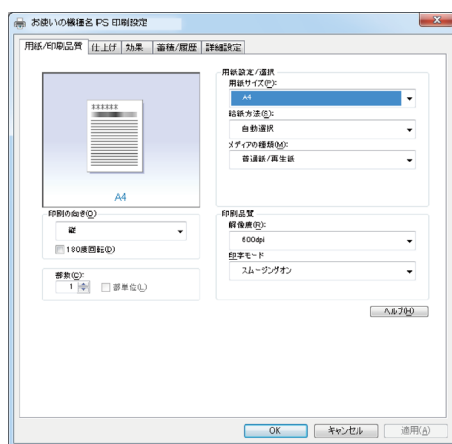 お使いの機種名 PS 印刷設定
用紙/印刷品質 仕上げ 効果 蓄積/履歴 詳細設定
A4
用紙設定/選択
用紙サイズ(P):
A4
給紙方法(S):
自動選択
メディアの種類(M):
普通紙/再生紙
印刷の向き(O)
縦
180度回転(D)
部数(C):
1 部単位(L)
印刷品質
解像度(R):
600dpi
印字モード
スムージングオン
ヘルプ(H)
OK キャンセル 適用(A)